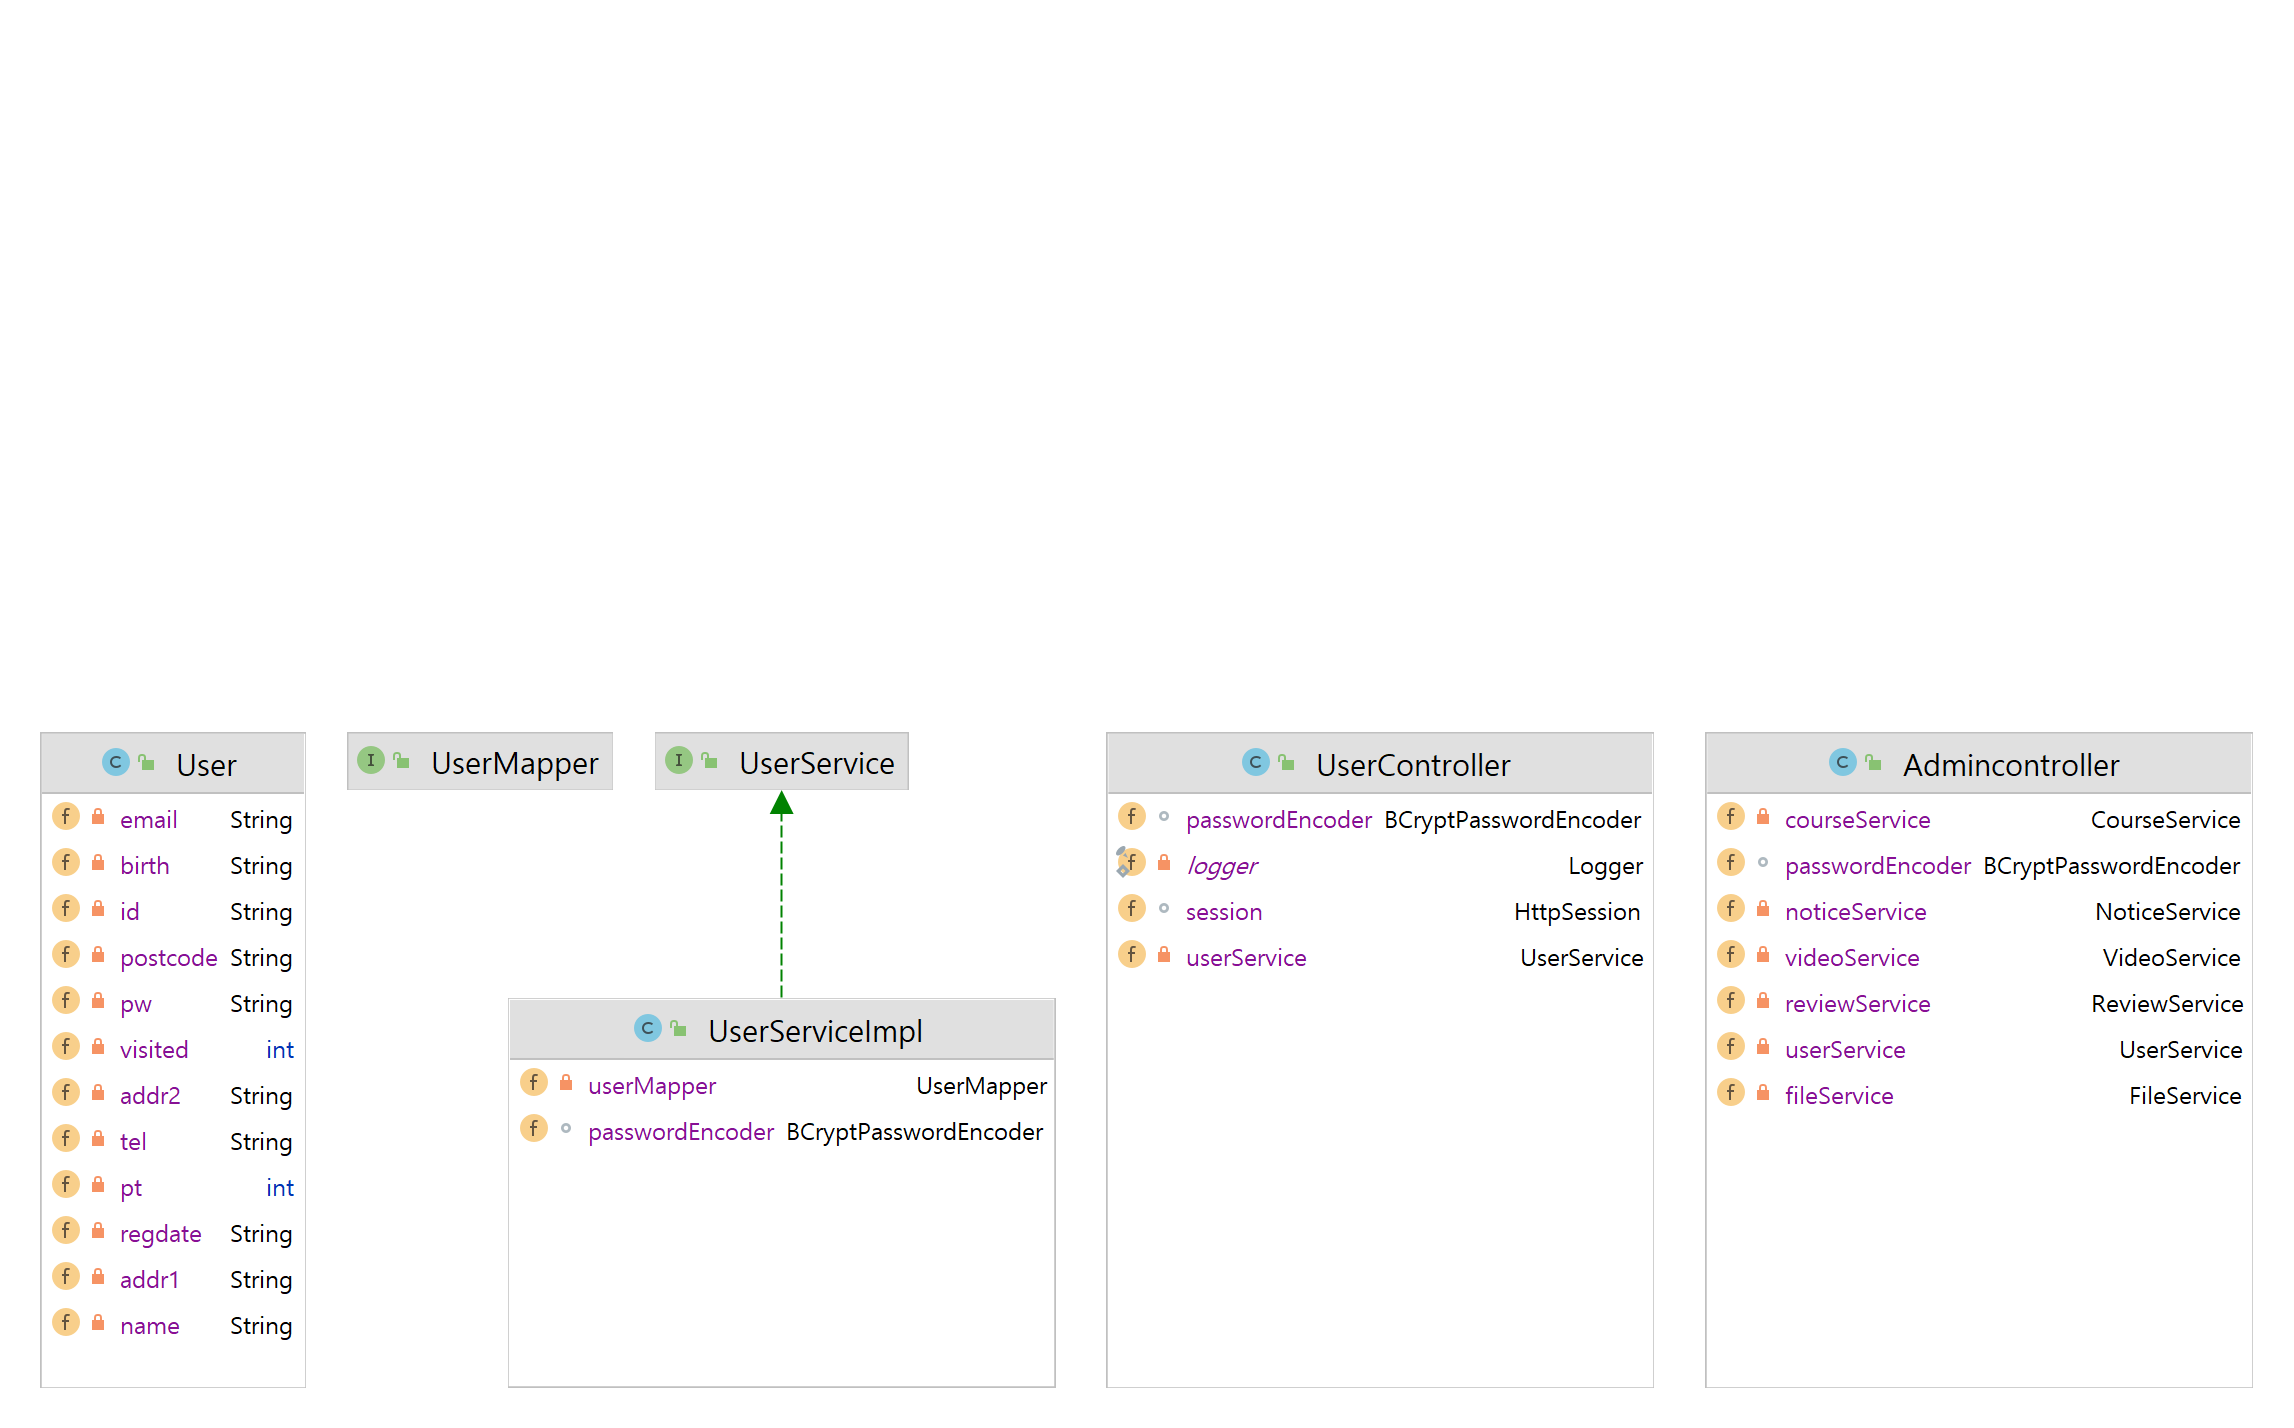 User
email String
birth String
id String
postcode String
pw String
visited int
addr2 String
tel String
pt int
regdate String
addr1 String
name String
I UserMapper
I UserService
C UserServiceImpl
f userMapper UserMapper
f passwordEncoder BCryptPasswordEncoder
C UserController
f passwordEncoder BCryptPasswordEncoder
f logger Logger
f session HttpSession
f userService UserService
C Admincontroller
f courseService CourseService
f passwordEncoder BCryptPasswordEncoder
f noticeService NoticeService
f videoService VideoService
f reviewService ReviewService
f userService UserService
f fileService FileService